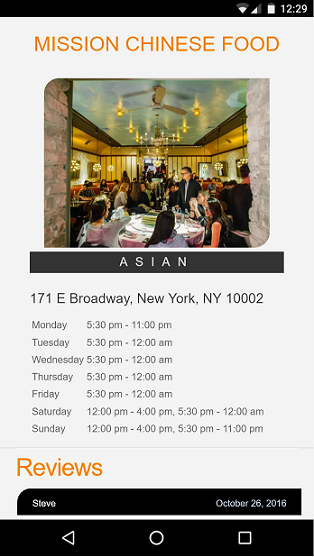 12:29
MISSION CHINESE FOOD
ASIAN
171 E Broadway, New York, NY 10002
Monday 5:30 pm - 11:00 pm
Tuesday 5:30 pm - 12:00 am
Wednesday 5:30 pm - 12:00 am
Thursday 5:30 pm - 12:00 am
Friday 5:30 pm - 12:00 am
Saturday 12:00 pm - 4:00 pm, 5:30 pm - 12:00 am
Sunday 12:00 pm - 4:00 pm, 5:30 pm - 11:00 pm
Reviews
Steve October 26, 2016